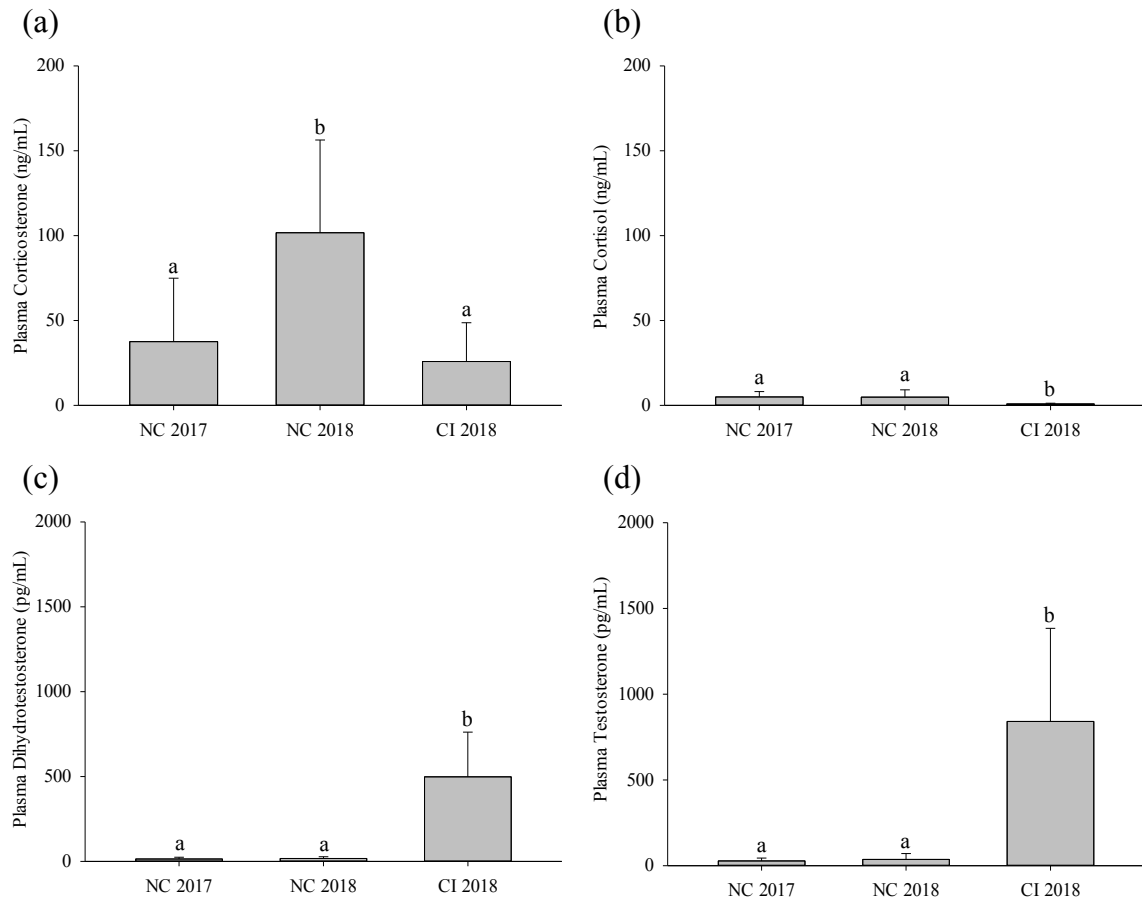 (a)
Plasma Corticosterone (ng/mL)
200
150
100
50
0
a
b
a
NC 2017
NC 2018
CI 2018
(b)
Plasma Cortisol (ng/mL)
200
150
100
50
0
a
a
b
NC 2017
NC 2018
CI 2018
(c)
Plasma Dihydrotestosterone (pg/mL)
2000
1500
1000
500
0
a
a
b
NC 2017
NC 2018
CI 2018
(d)
Plasma Testosterone (pg/mL)
2000
1500
1000
500
0
a
a
b
NC 2017
NC 2018
CI 2018